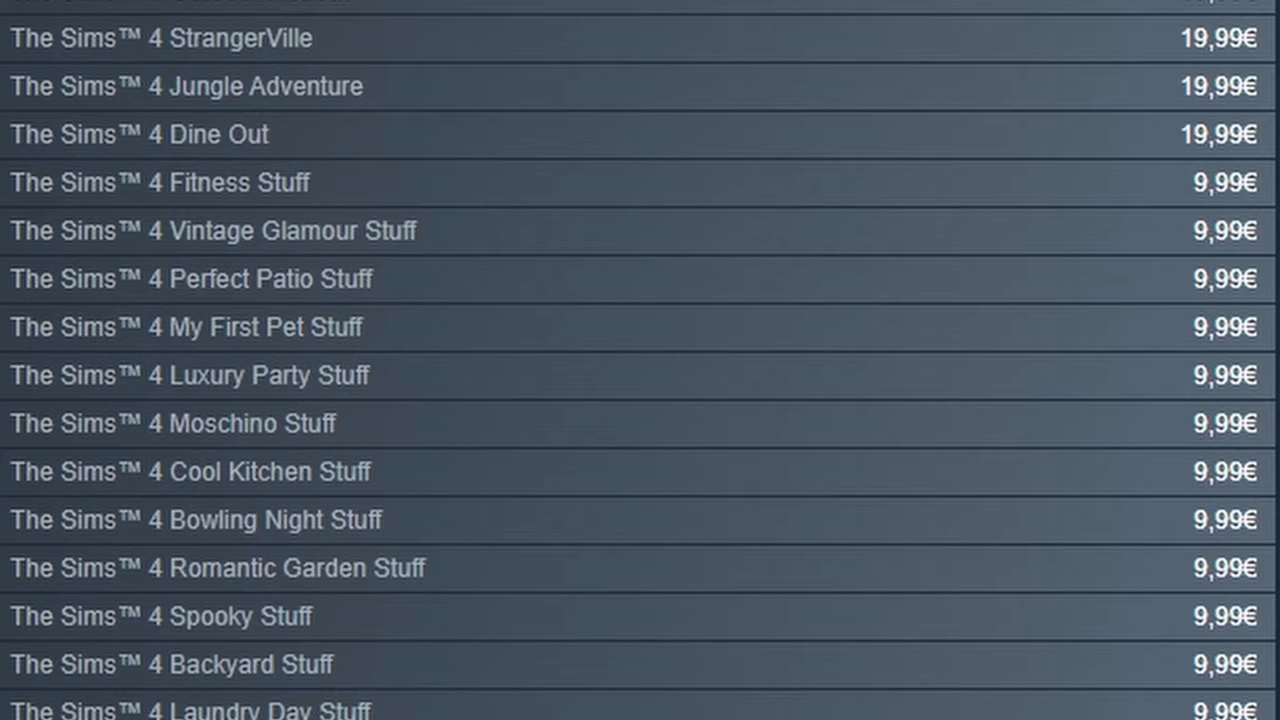 The Sims™ 4 StrangerVille 19,99€
The Sims™ 4 Jungle Adventure 19,99€
The Sims™ 4 Dine Out 19,99€
The Sims™ 4 Fitness Stuff 9,99€
The Sims™ 4 Vintage Glamour Stuff 9,99€
The Sims™ 4 Perfect Patio Stuff 9,99€
The Sims™ 4 My First Pet Stuff 9,99€
The Sims™ 4 Luxury Party Stuff 9,99€
The Sims™ 4 Moschino Stuff 9,99€
The Sims™ 4 Cool Kitchen Stuff 9,99€
The Sims™ 4 Bowling Night Stuff 9,99€
The Sims™ 4 Romantic Garden Stuff 9,99€
The Sims™ 4 Spooky Stuff 9,99€
The Sims™ 4 Backyard Stuff 9,99€
The Sims™ 4 Laundry Day Stuff 9,99€